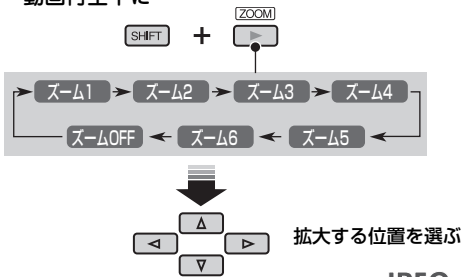 動画再生中に
ZOOM
SHIFT +
ズーム1 ズーム2 ズーム3 ズーム4
ズームOFF ズーム6 ズーム5
拡大する位置を選ぶ
JPEG